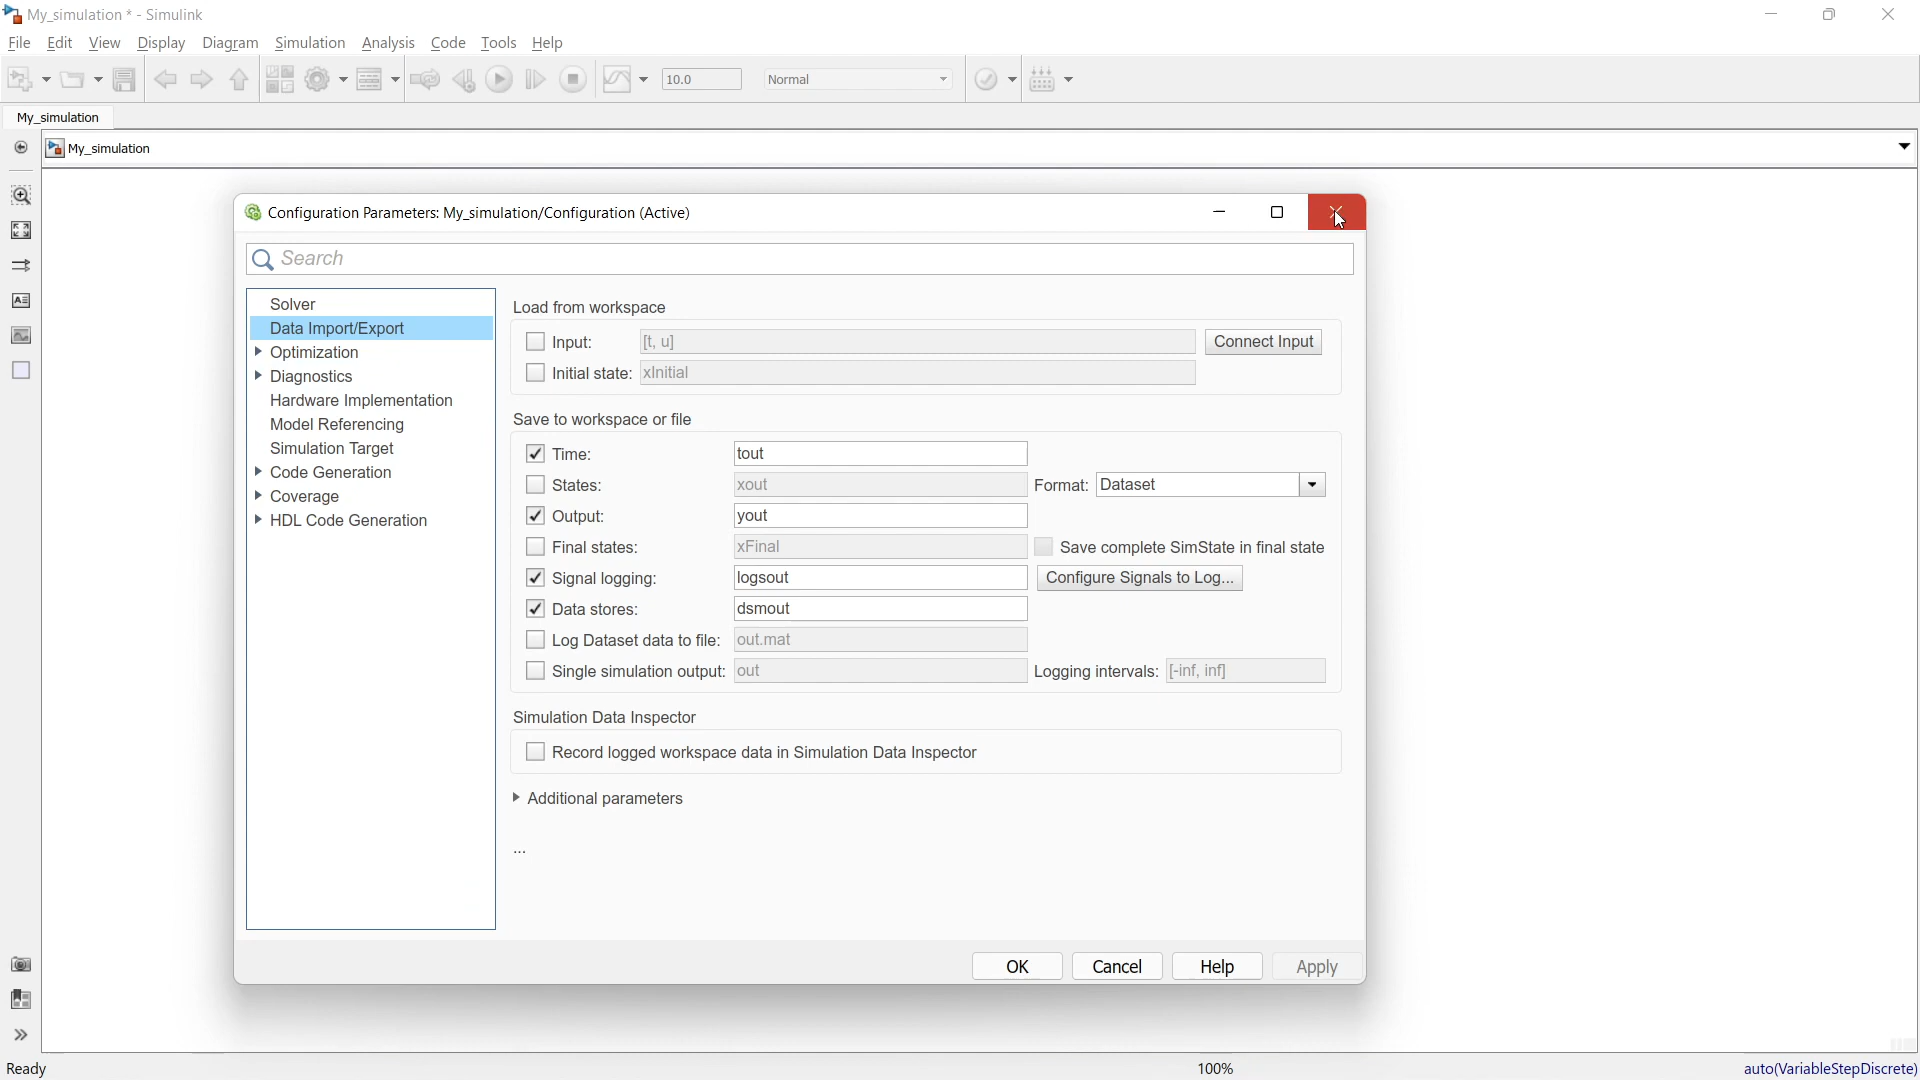 My_simulation * - Simulink
File Edit View Display Diagram Simulation Analysis Code Tools Help
10.0 Normal
My_simulation
My_simulation
Configuration Parameters: My_simulation/Configuration (Active)
Search
Solver
Data Import/Export
Optimization
Diagnostics
Hardware Implementation
Model Referencing
Simulation Target
Code Generation
Coverage
HDL Code Generation
Load from workspace
Input: [t, u] Connect Input
Initial state: xInitial
Save to workspace or file
Time: tout
States: xout Format: Dataset
Output: yout
Final states: xFinal Save complete SimState in final state
Signal logging: logsout Configure Signals to Log...
Data stores: dsmout
Log Dataset data to file: out.mat
Single simulation output: out Logging intervals: [-inf, inf]
Simulation Data Inspector
Record logged workspace data in Simulation Data Inspector
Additional parameters
...
OK Cancel Help Apply
Ready 100% auto(VariableStepDiscrete)